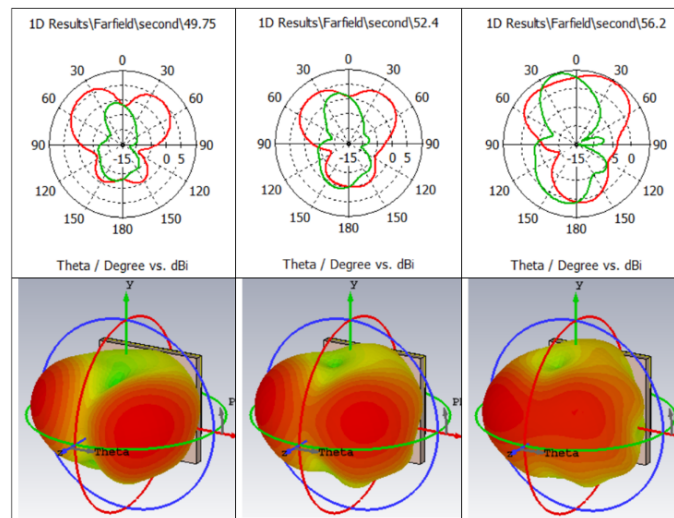 1D Results\Farfield\second\49.75
0
30 30
60 60
90 90
-15 0 5
120 120
150 150
180
Theta / Degree vs. dBi
1D Results\Farfield\second\52.4
0
30 30
60 60
90 90
-15 0 5
120 120
150 150
180
Theta / Degree vs. dBi
1D Results\Farfield\second\56.2
0
30 30
60 60
90 90
-15 0 5
120 120
150 150
180
Theta / Degree vs. dBi
y
z
Theta
y
z
Theta
y
z
Theta